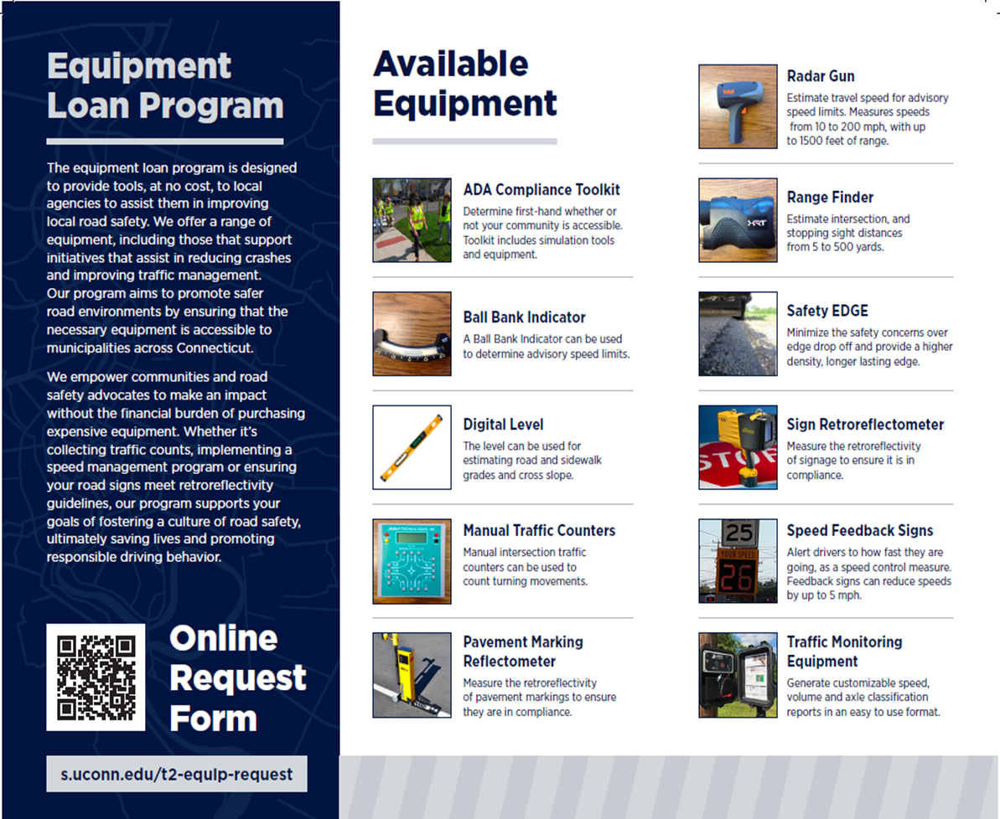 Equipment
Loan Program
The equipment loan program is designed
to provide tools, at no cost, to local
agencies to assist them in improving
local road safety. We offer a range of
equipment, including those that support
initiatives that assist in reducing crashes
and improving traffic management.
Our program aims to promote safer
road environments by ensuring that the
necessary equipment is accessible to
municipalities across Connecticut.
We empower communities and road
safety advocates to make an impact
without the financial burden of purchasing
expensive equipment. Whether it's
collecting traffic counts, implementing a
speed management program or ensuring
your road signs meet retroreflectivity
guidelines, our program supports your
goals of fostering a culture of road safety,
ultimately saving lives and promoting
responsible driving behavior.
Online
Request
Form
s.uconn.edu/t2-equlp-request
Available
Equipment
ADA Compliance Toolkit
Determine first-hand whether or
not your community is accessible.
Toolkit includes simulation tools
and equipment.
Ball Bank Indicator
A Ball Bank Indicator can be used
to determine advisory speed limits.
Digital Level
The level can be used for
estimating road and sidewalk
grades and cross slope.
Manual Traffic Counters
Manual intersection traffic
counters can be used to
count turning movements.
Pavement Marking
Reflectometer
Measure the retroreflectivity
of pavement markings to ensure
they are in compliance.
Radar Gun
Estimate travel speed for advisory
speed limits. Measures speeds
from 10 to 200 mph, with up
to 1500 feet of range.
XRT
Range Finder
Estimate intersection, and
stopping sight distances
from 5 to 500 yards.
Safety EDGE
Minimize the safety concerns over
edge drop off and provide a higher
density, longer lasting edge.
STOP
Sign Retroreflectometer
Measure the retroreflectivity
of signage to ensure it is in
compliance.
25
YOUR SPEED
26
Speed Feedback Signs
Alert drivers to how fast they are
going, as a speed control measure.
Feedback signs can reduce speeds
by up to 5 mph.
Traffic Monitoring
Equipment
Generate customizable speed,
volume and axle classification
reports in an easy to use format.